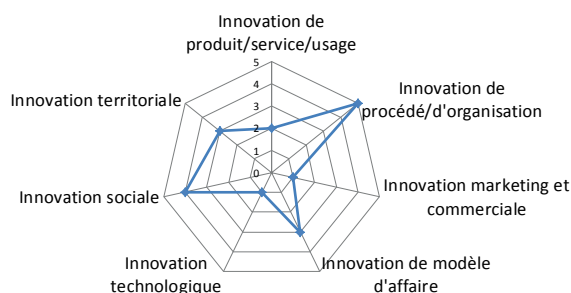 Innovation de
produit/service/usage
Innovation de
procédé/d'organisation
Innovation marketing et
commerciale
Innovation de modèle
d'affaire
Innovation
technologique
Innovation sociale
Innovation territoriale
5
4
3
2
1
0